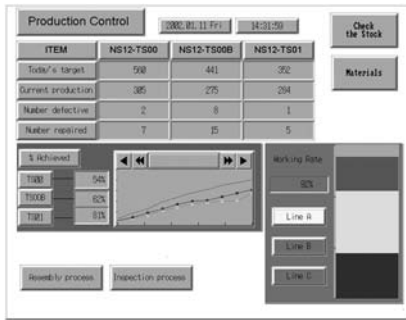 Production Control
2002.01.11 Fri
14:31:59
Check
the Stock
ITEM NS12-TS00 NS12-TS00B NS12-TS01
Today's target 560 441 352
Materials
Current production 305 275 284
Number defective 2 8 1
Number repaired 7 15 5
% Achieved
Working Rate
TS00 54%
82%
TS00B 62%
TS01 81%
Line A
Line B
Line C
Assembly process
Inspection process